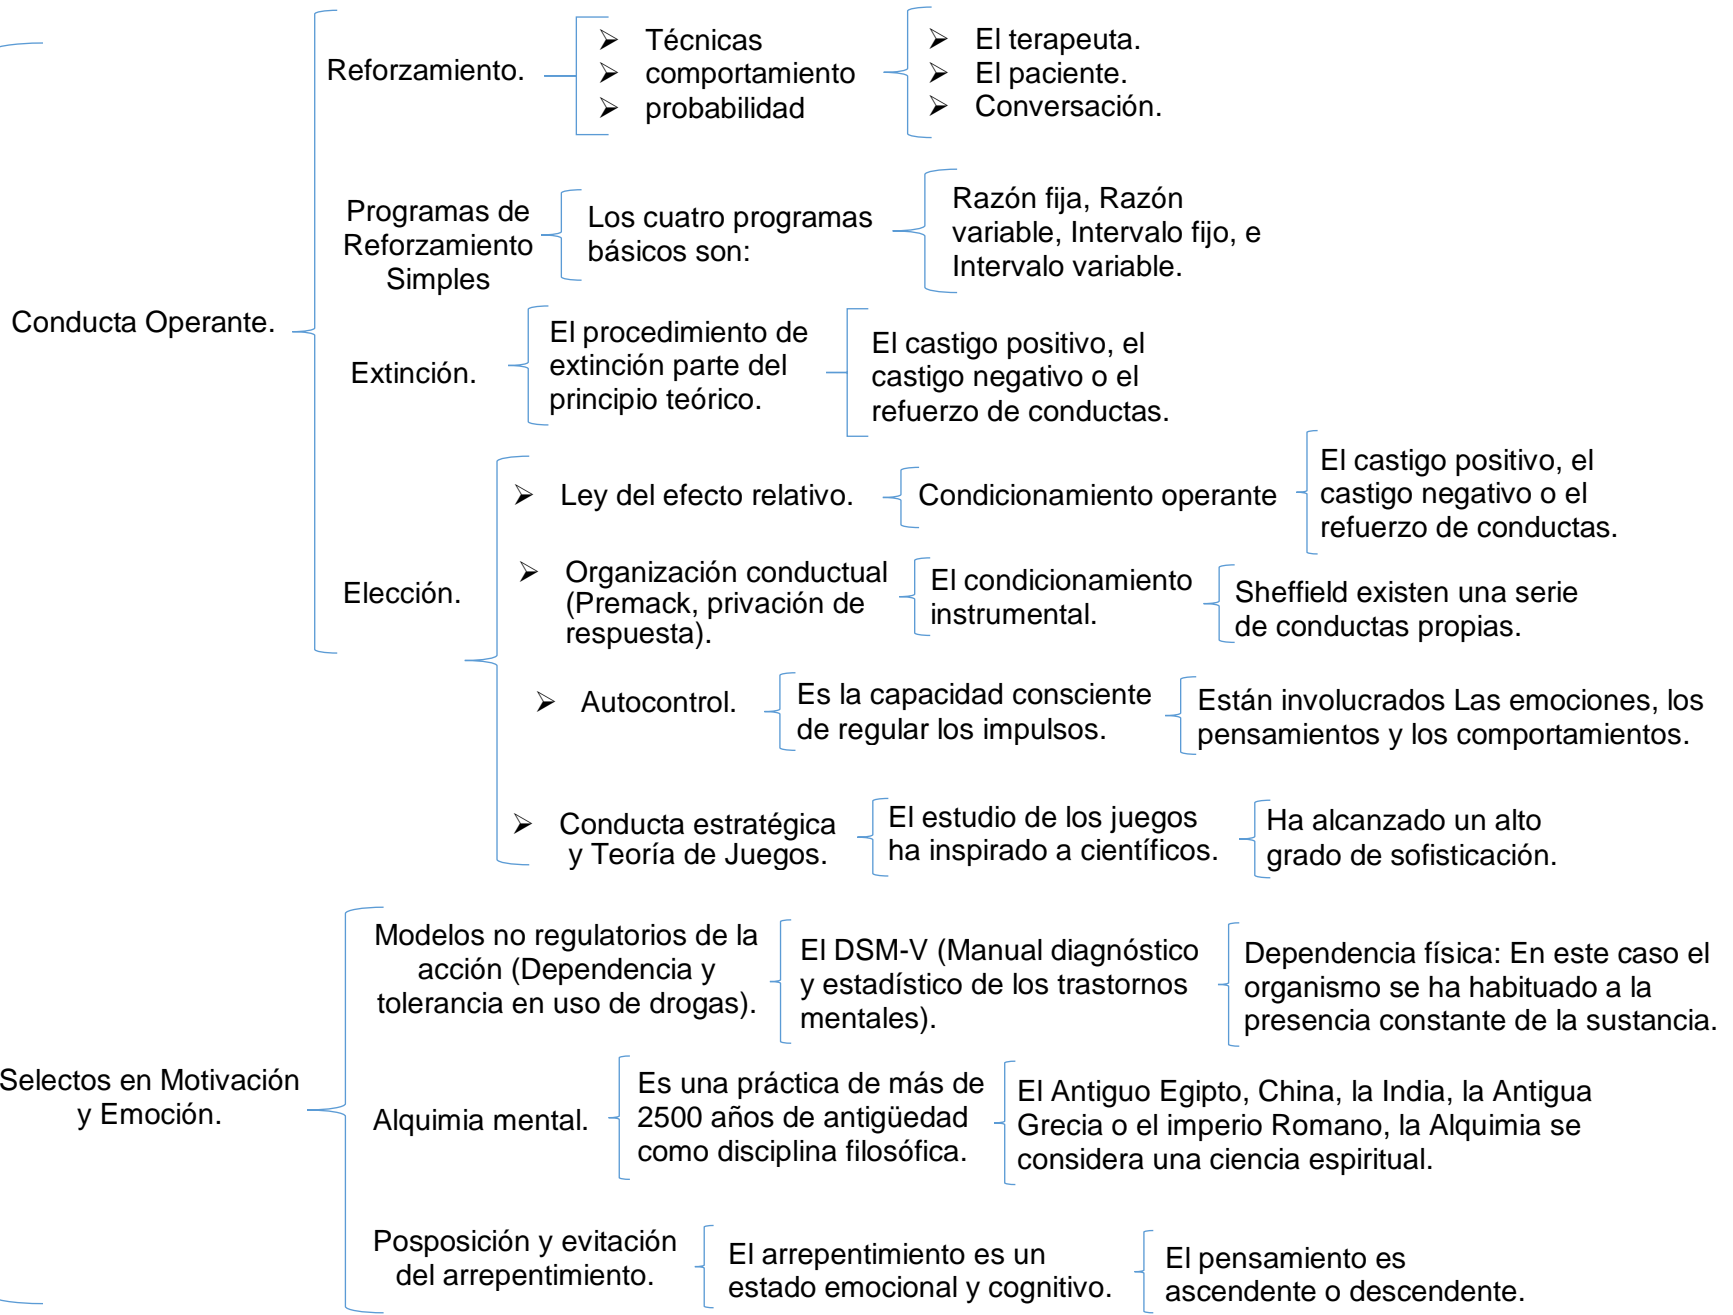 Conducta Operante.
Reforzamiento.
➢ Técnicas
➢ comportamiento
➢ probabilidad
➢ El terapeuta.
➢ El paciente.
➢ Conversación.
Programas de
Reforzamiento
Simples
Los cuatro programas
básicos son:
Razón fija, Razón
variable, Intervalo fijo, e
Intervalo variable.
Extinción.
El procedimiento de
extinción parte del
principio teórico.
El castigo positivo, el
castigo negativo o el
refuerzo de conductas.
Elección.
➢ Ley del efecto relativo.
Condicionamiento operante
El castigo positivo, el
castigo negativo o el
refuerzo de conductas.
➢ Organización conductual
(Premack, privación de
respuesta).
El condicionamiento
instrumental.
Sheffield existen una serie
de conductas propias.
➢ Autocontrol.
Es la capacidad consciente
de regular los impulsos.
Están involucrados Las emociones, los
pensamientos y los comportamientos.
➢ Conducta estratégica
y Teoría de Juegos.
El estudio de los juegos
ha inspirado a científicos.
Ha alcanzado un alto
grado de sofisticación.
Selectos en Motivación
y Emoción.
Modelos no regulatorios de la
acción (Dependencia y
tolerancia en uso de drogas).
El DSM-V (Manual diagnóstico
y estadístico de los trastornos
mentales).
Dependencia física: En este caso el
organismo se ha habituado a la
presencia constante de la sustancia.
Alquimia mental.
Es una práctica de más de
2500 años de antigüedad
como disciplina filosófica.
El Antiguo Egipto, China, la India, la Antigua
Grecia o el imperio Romano, la Alquimia se
considera una ciencia espiritual.
Posposición y evitación
del arrepentimiento.
El arrepentimiento es un
estado emocional y cognitivo.
El pensamiento es
ascendente o descendente.